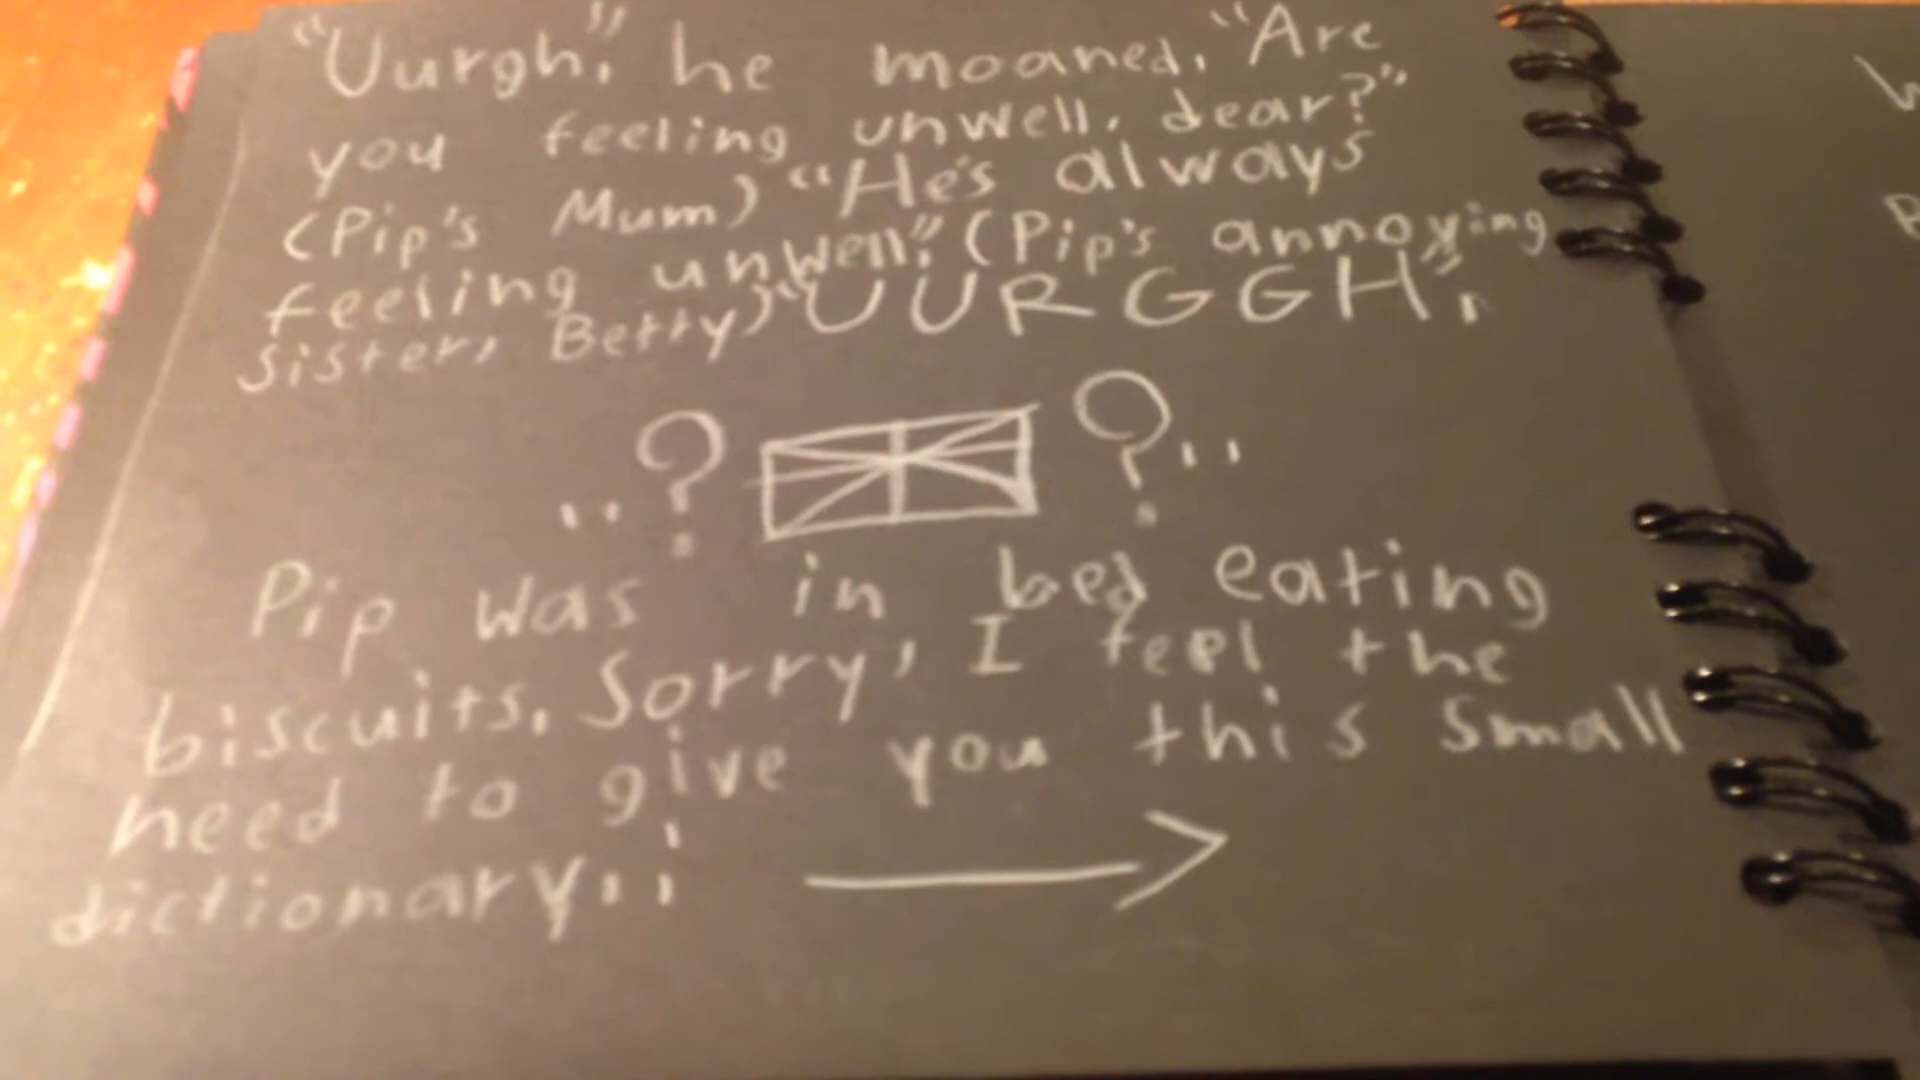 "Uurgh", he moaned. "Are
you feeling unwell, dear?"
(Pip's Mum) "He's always
feeling unwell". (Pip's annoying
sister, Betty) "UURGGH".
..? ?..
Pip was in bed eating
biscuits. Sorry, I feel the
need to give you this small
dictionary...